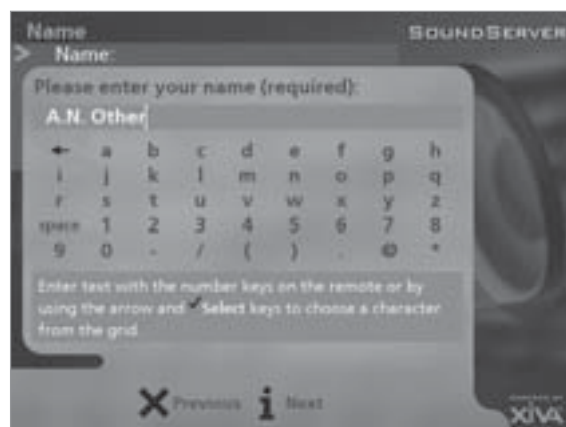 Name
SOUNDSERVER
> Name:
Please enter your name (required):
A.N. Other
← a b c d e f g h
i j k l m n o p q
r s t u v w x y z
space 1 2 3 4 5 6 7 8
9 0 - / ( ) . @ *
Enter text with the number keys on the remote or by
using the arrow and ✔Select keys to choose a character
from the grid
X Previous i Next
POWERED BY
XIVA